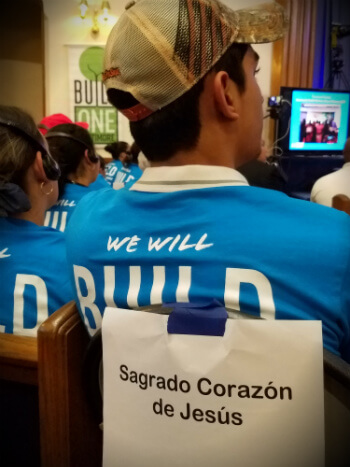 BUILD
ONE
WE WILL
BUILD
Sagrado Corazón
de Jesús